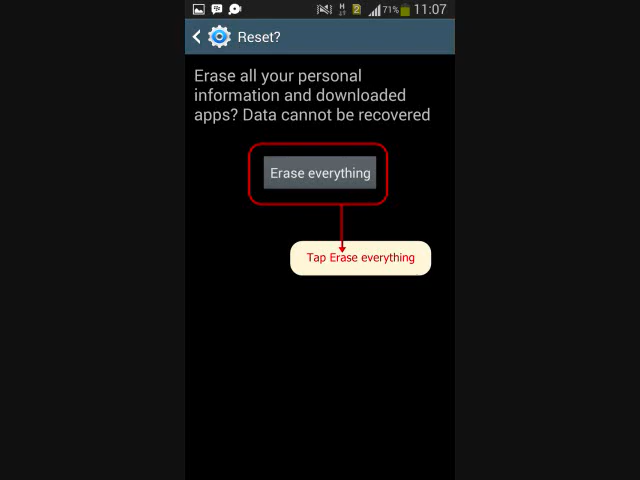 H 2 71% 11:07
Reset?
Erase all your personal
information and downloaded
apps? Data cannot be recovered
Erase everything
Tap Erase everything